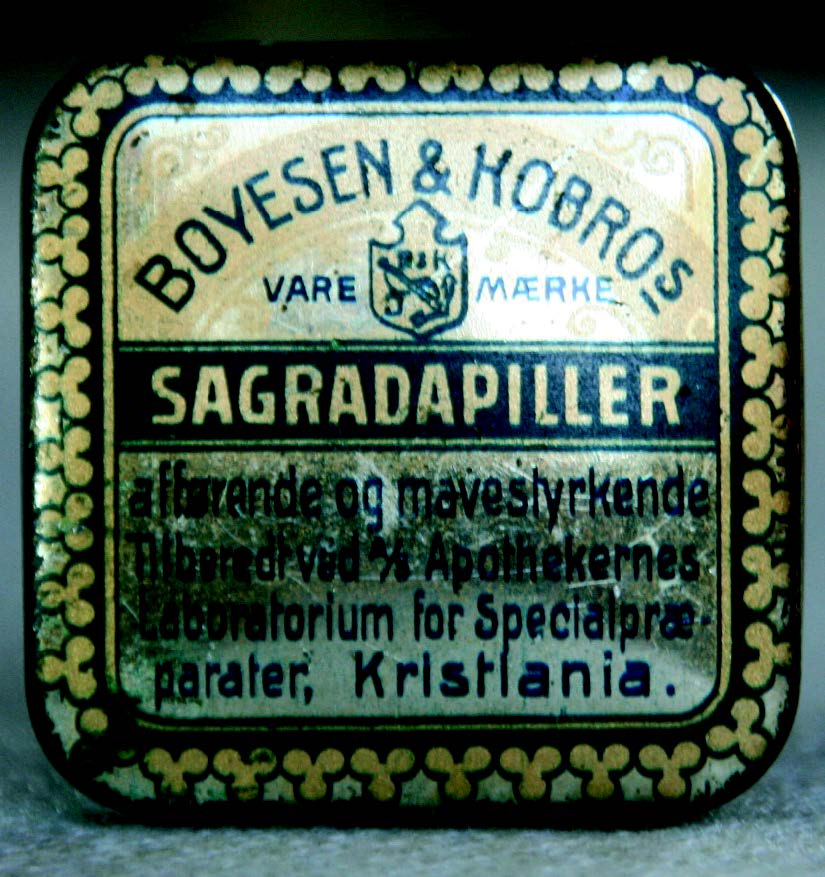 BOYESEN & KOBROs
VARE MÆRKE
B & K
SAGRADAPILLER
afførende og mavestyrkende
Tilberedt ved A/s Apothekernes
Laboratorium for Specialpræ-
parater, Kristiania.